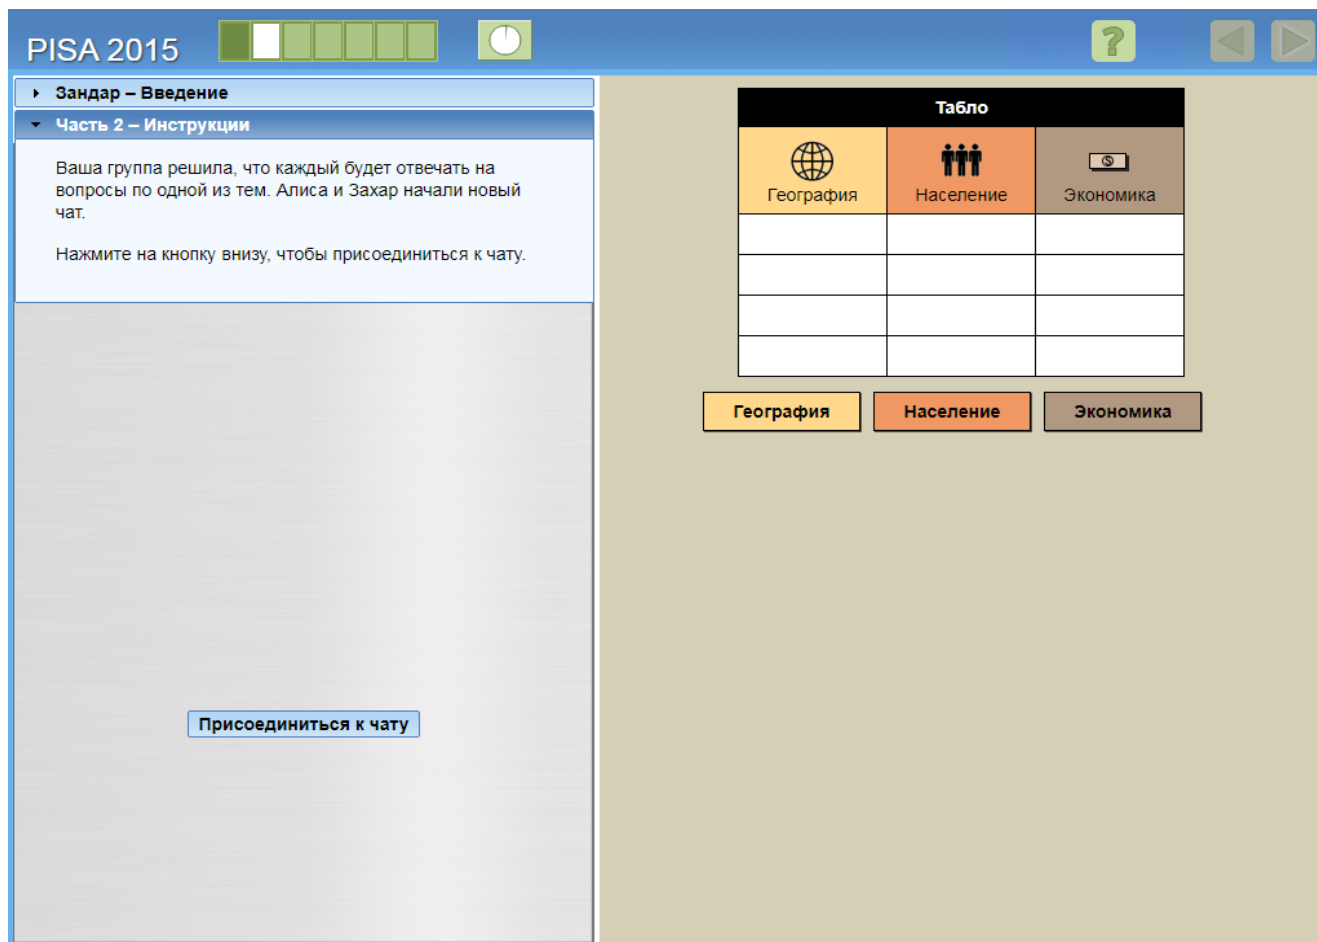 PISA 2015
?
Зандар – Введение
Часть 2 – Инструкции
Ваша группа решила, что каждый будет отвечать на
вопросы по одной из тем. Алиса и Захар начали новый
чат.
Нажмите на кнопку внизу, чтобы присоединиться к чату.
Присоединиться к чату
Табло
География Население Экономика
География Население Экономика